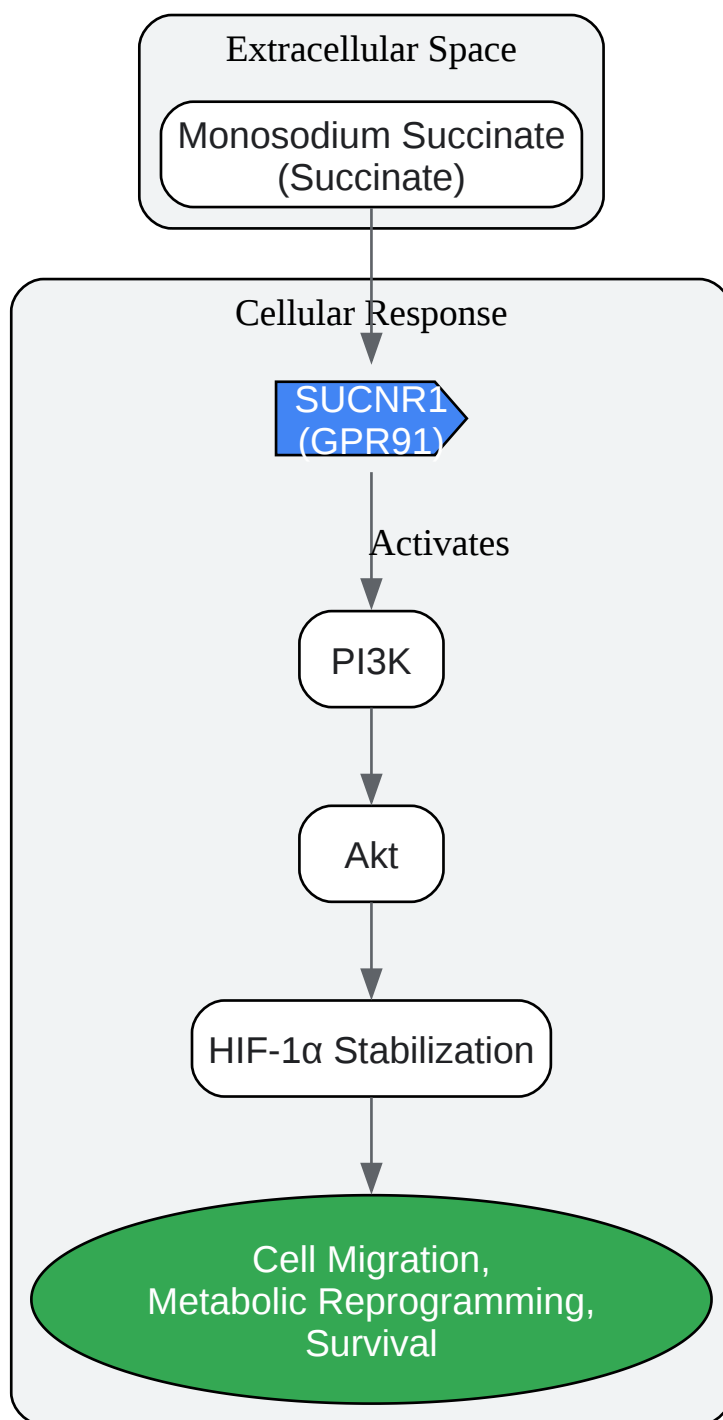 Extracellular Space
Monosodium Succinate
(Succinate)
Cellular Response
SUCNR1
(GPR91)
Activates
PI3K
Akt
HIF-1α Stabilization
Cell Migration,
Metabolic Reprogramming,
Survival